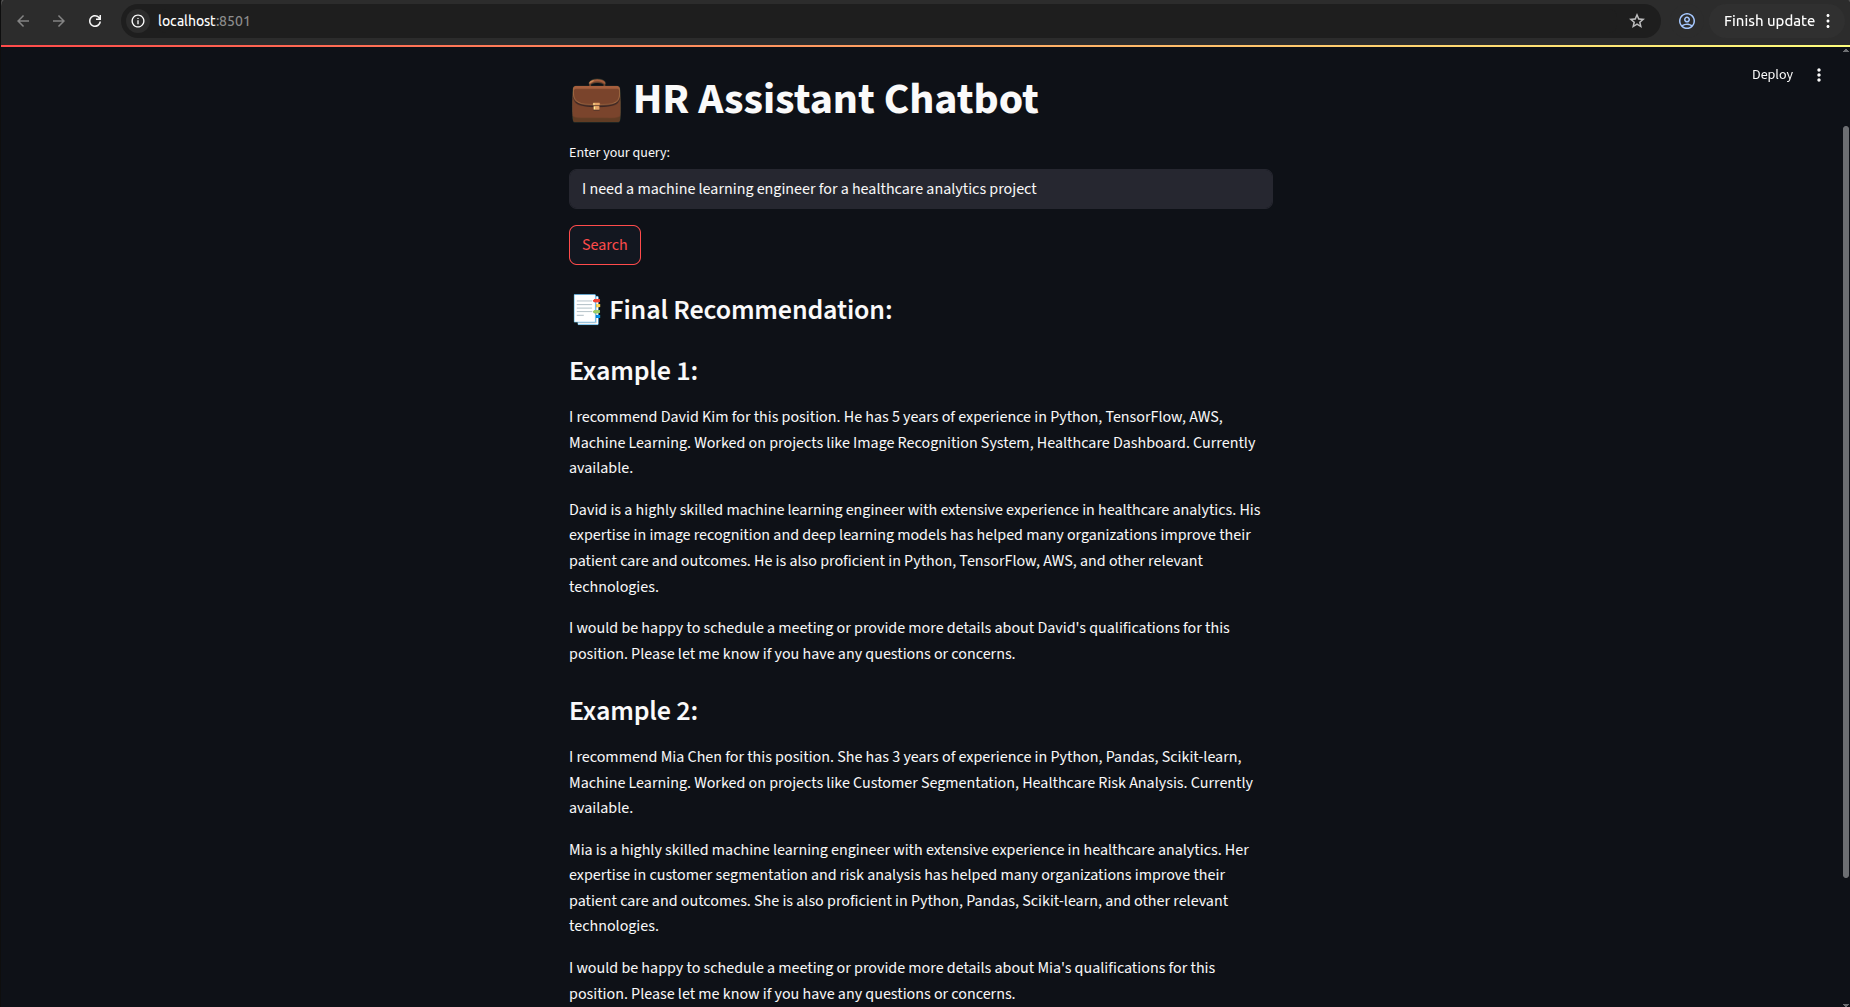 localhost:8501
Finish update
Deploy
HR Assistant Chatbot
Enter your query:
I need a machine learning engineer for a healthcare analytics project
Search
Final Recommendation:
Example 1:
I recommend David Kim for this position. He has 5 years of experience in Python, TensorFlow, AWS,
Machine Learning. Worked on projects like Image Recognition System, Healthcare Dashboard. Currently
available.
David is a highly skilled machine learning engineer with extensive experience in healthcare analytics. His
expertise in image recognition and deep learning models has helped many organizations improve their
patient care and outcomes. He is also proficient in Python, TensorFlow, AWS, and other relevant
technologies.
I would be happy to schedule a meeting or provide more details about David's qualifications for this
position. Please let me know if you have any questions or concerns.
Example 2:
I recommend Mia Chen for this position. She has 3 years of experience in Python, Pandas, Scikit-learn,
Machine Learning. Worked on projects like Customer Segmentation, Healthcare Risk Analysis. Currently
available.
Mia is a highly skilled machine learning engineer with extensive experience in healthcare analytics. Her
expertise in customer segmentation and risk analysis has helped many organizations improve their
patient care and outcomes. She is also proficient in Python, Pandas, Scikit-learn, and other relevant
technologies.
I would be happy to schedule a meeting or provide more details about Mia's qualifications for this
position. Please let me know if you have any questions or concerns.